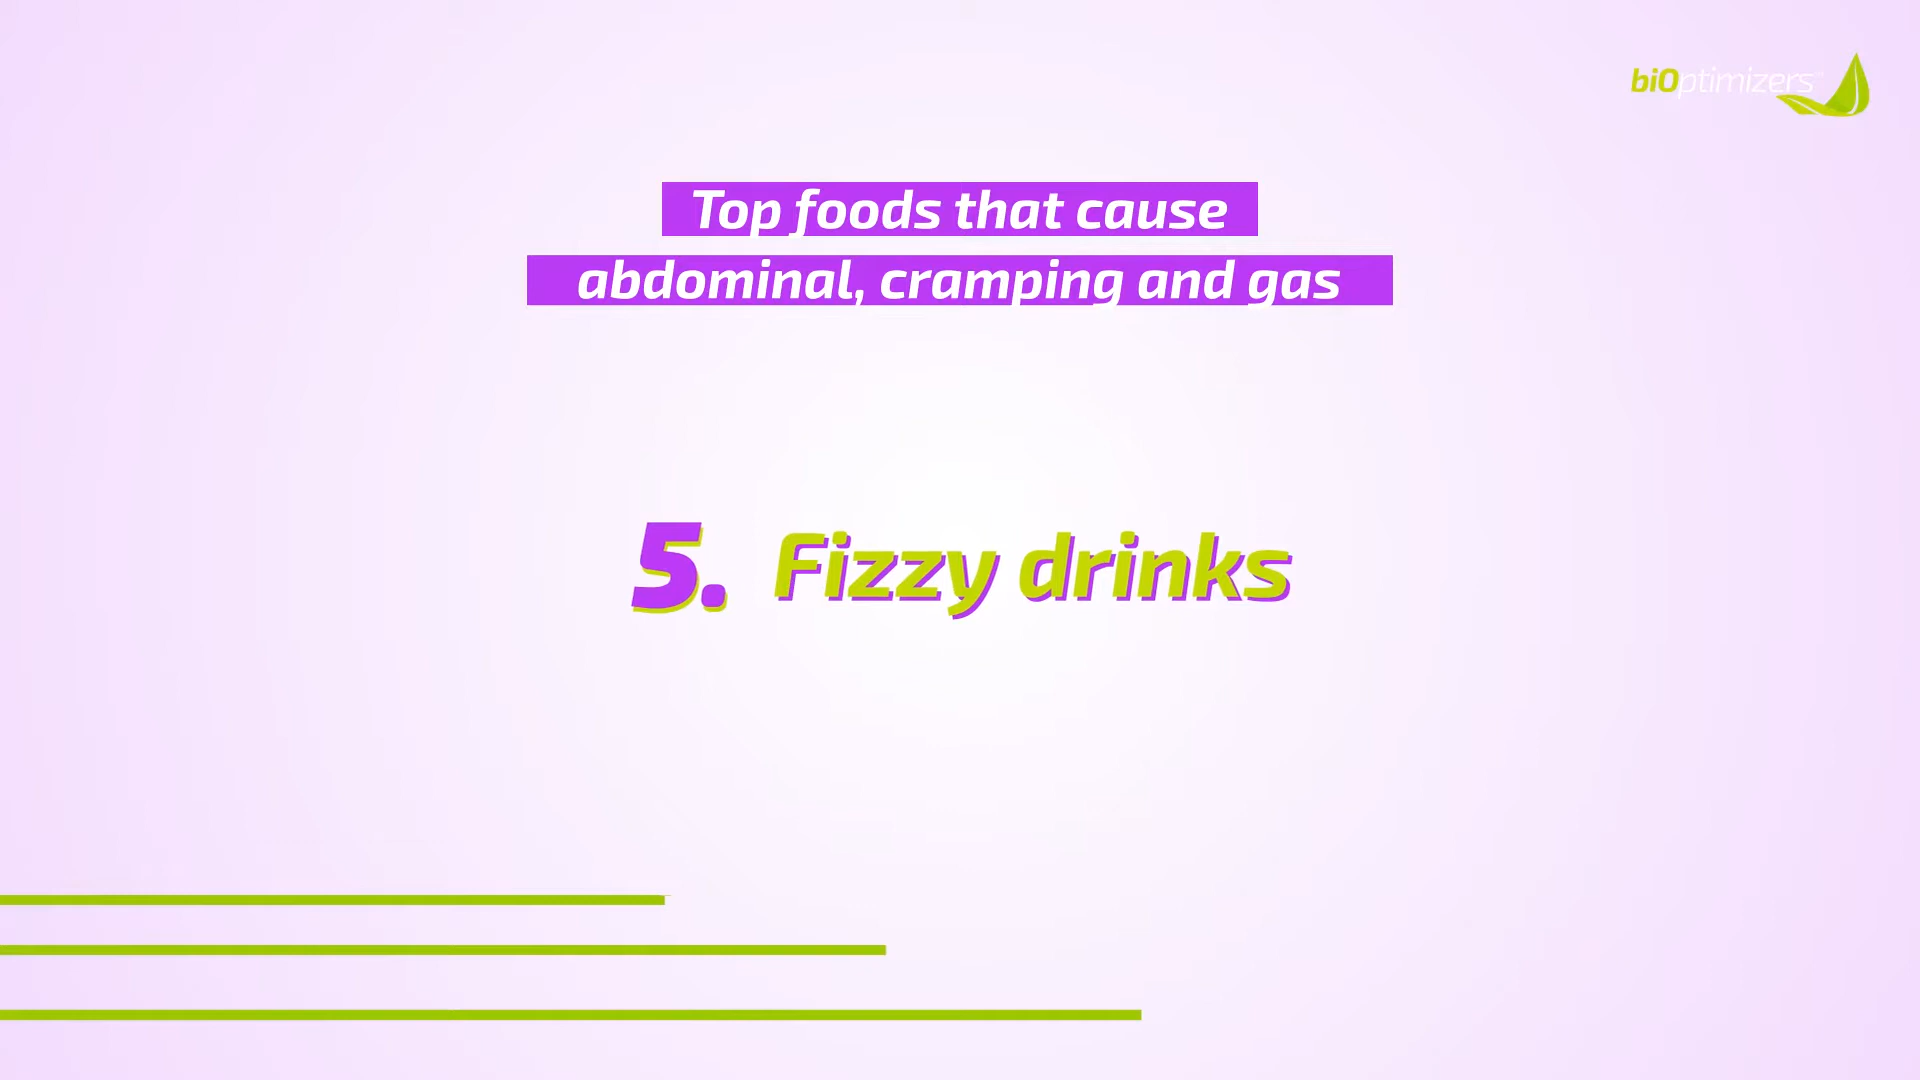 biOptimizers
Top foods that cause
abdominal, cramping and gas
5. Fizzy drinks